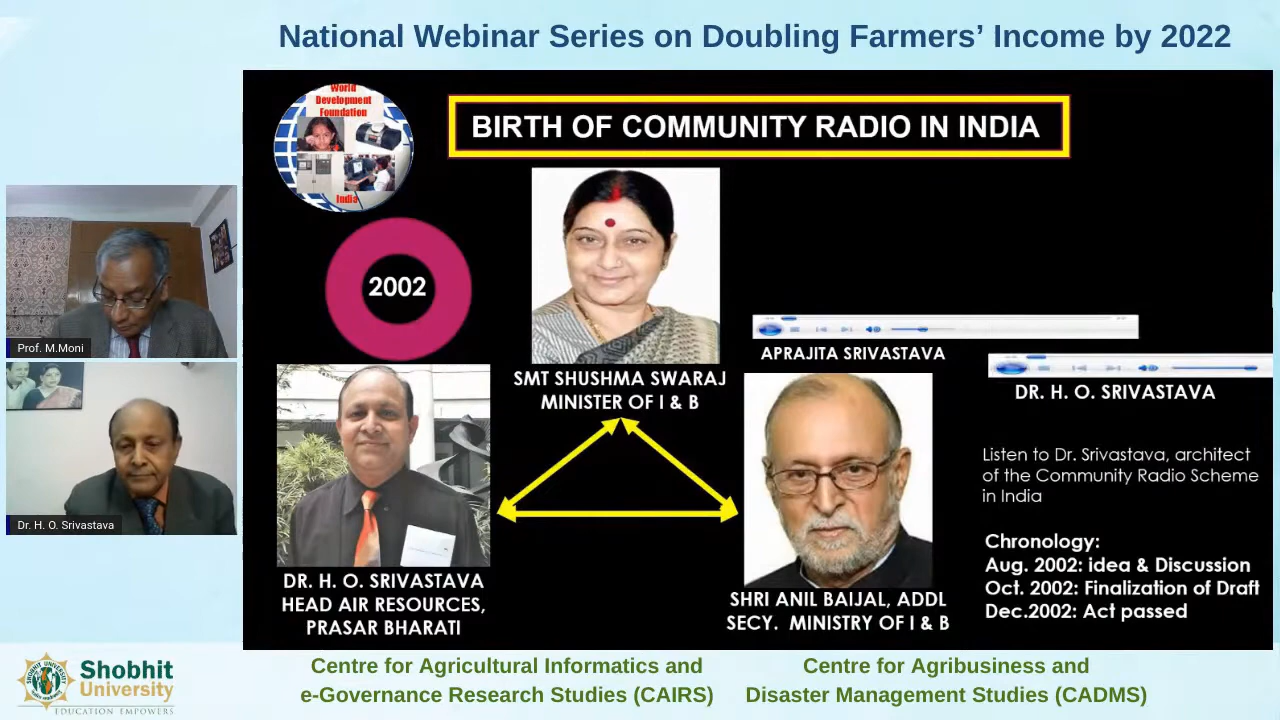 National Webinar Series on Doubling Farmers' Income by 2022
World
Development
Foundation
India
BIRTH OF COMMUNITY RADIO IN INDIA
2002
SMT SHUSHMA SWARAJ
MINISTER OF I & B
APRAJITA SRIVASTAVA
DR. H. O. SRIVASTAVA
Prof. M.Moni
Dr. H. O. Srivastava
Listen to Dr. Srivastava, architect
of the Community Radio Scheme
in India
Chronology:
Aug. 2002: idea & Discussion
Oct. 2002: Finalization of Draft
Dec.2002: Act passed
DR. H. O. SRIVASTAVA
HEAD AIR RESOURCES,
PRASAR BHARATI
SHRI ANIL BAIJAL, ADDL
SECY. MINISTRY OF I & B
Shobhit
University
EDUCATION EMPOWERS
Centre for Agricultural Informatics and
e-Governance Research Studies (CAIRS)
Centre for Agribusiness and
Disaster Management Studies (CADMS)